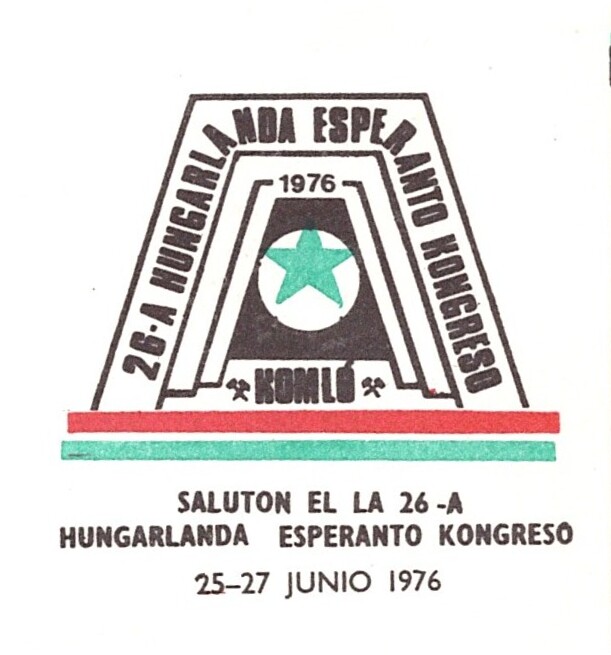 26-A HUNGARLANDA ESPERANTO KONGRESO
1976
KOMLÓ
SALUTON EL LA 26-A
HUNGARLANDA ESPERANTO KONGRESO
25–27 JUNIO 1976